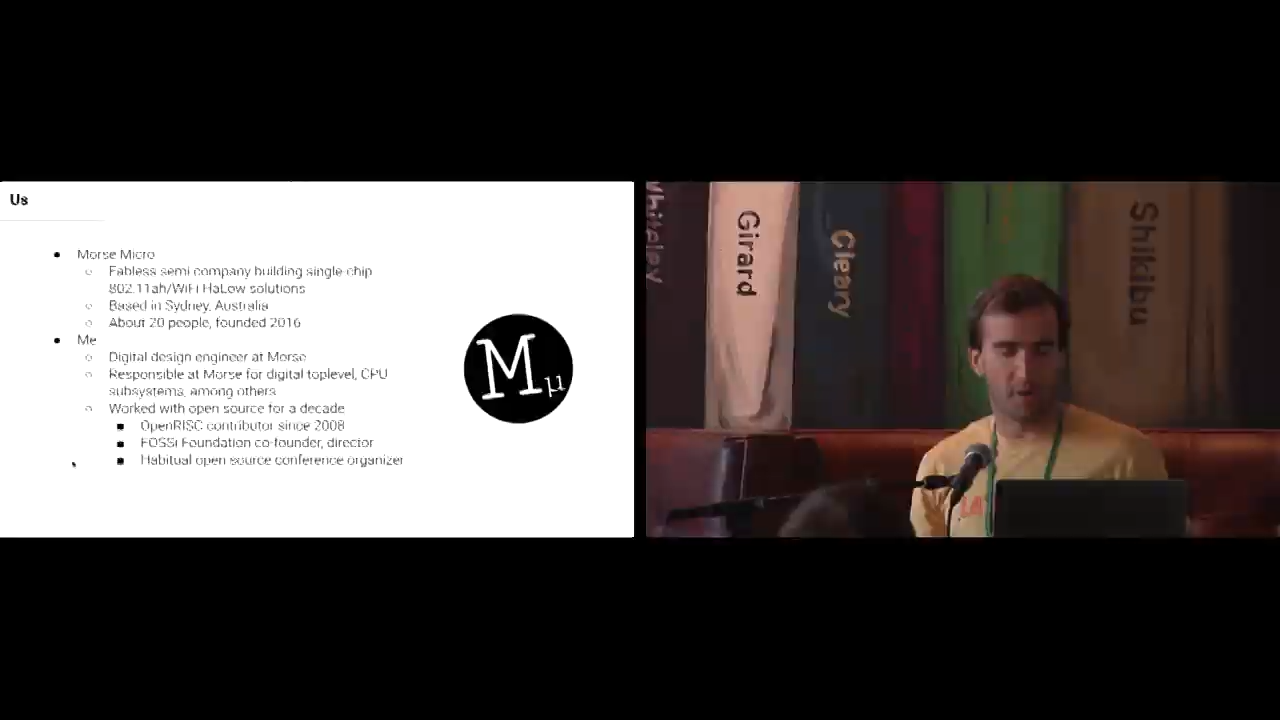 Us
Morse Micro
Fabless semi company building single chip
802.11ah/WiFi HaLow solutions
Based in Sydney, Australia
About 20 people, founded 2016
Me
Digital design engineer at Morse
Responsible at Morse for digital toplevel, CPU
subsystems, among others
Worked with open source for a decade
OpenRISC contributor since 2008
FOSSi Foundation co-founder, director
Habitual open source conference organizer
Mμ
Whiteley
Girard
Cleary
Shikibu